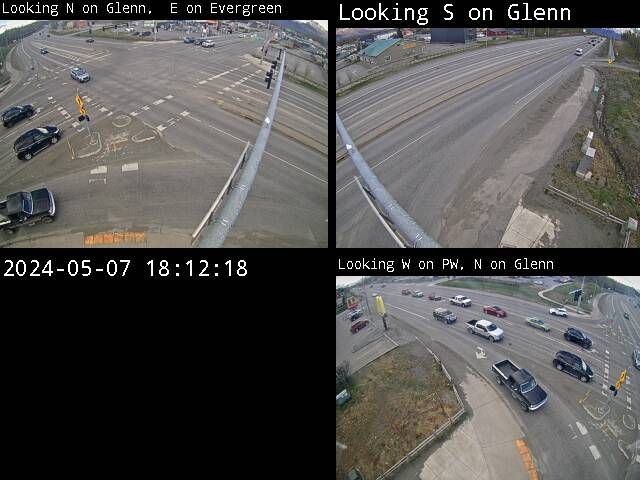 Looking N on Glenn,  E on Evergreen
Looking S on Glenn
2024-05-07 18:12:18
Looking W on PW, N on Glenn